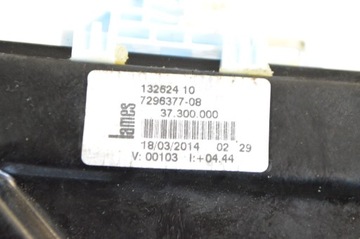 132624 10
7296377-08
37.300.000
lames
18/03/2014 02 29
V: 00103 I:+04.44